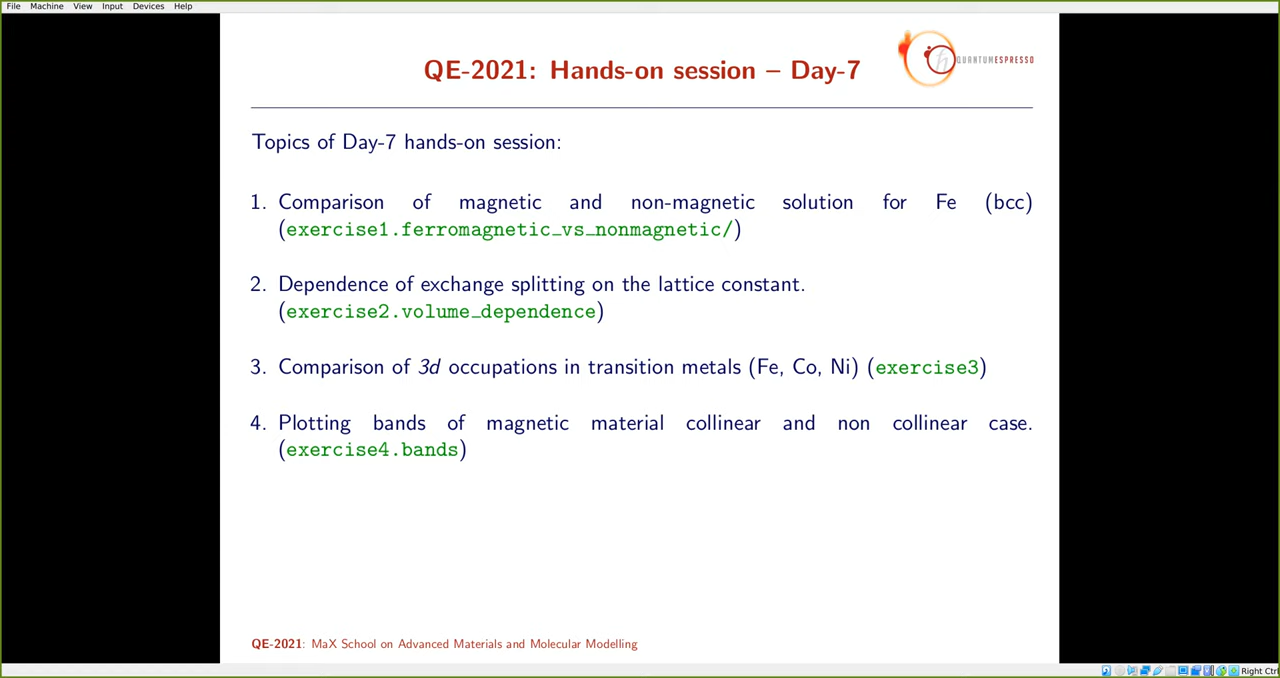 File Machine View Input Devices Help
QE-2021: Hands-on session – Day-7
QUANTUMESPRESSO
Topics of Day-7 hands-on session:
1. Comparison of magnetic and non-magnetic solution for Fe (bcc)
(exercise1.ferromagnetic_vs_nonmagnetic/)
2. Dependence of exchange splitting on the lattice constant.
(exercise2.volume_dependence)
3. Comparison of 3d occupations in transition metals (Fe, Co, Ni) (exercise3)
4. Plotting bands of magnetic material collinear and non collinear case.
(exercise4.bands)
QE-2021: MaX School on Advanced Materials and Molecular Modelling
Right Ctrl